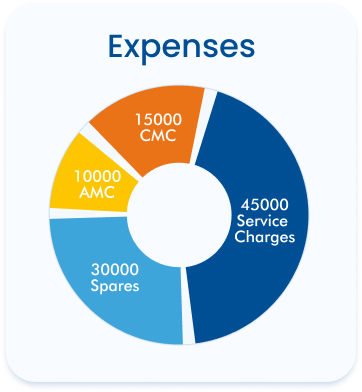 Expenses
15000
CMC
10000
AMC
45000
Service
Charges
30000
Spares